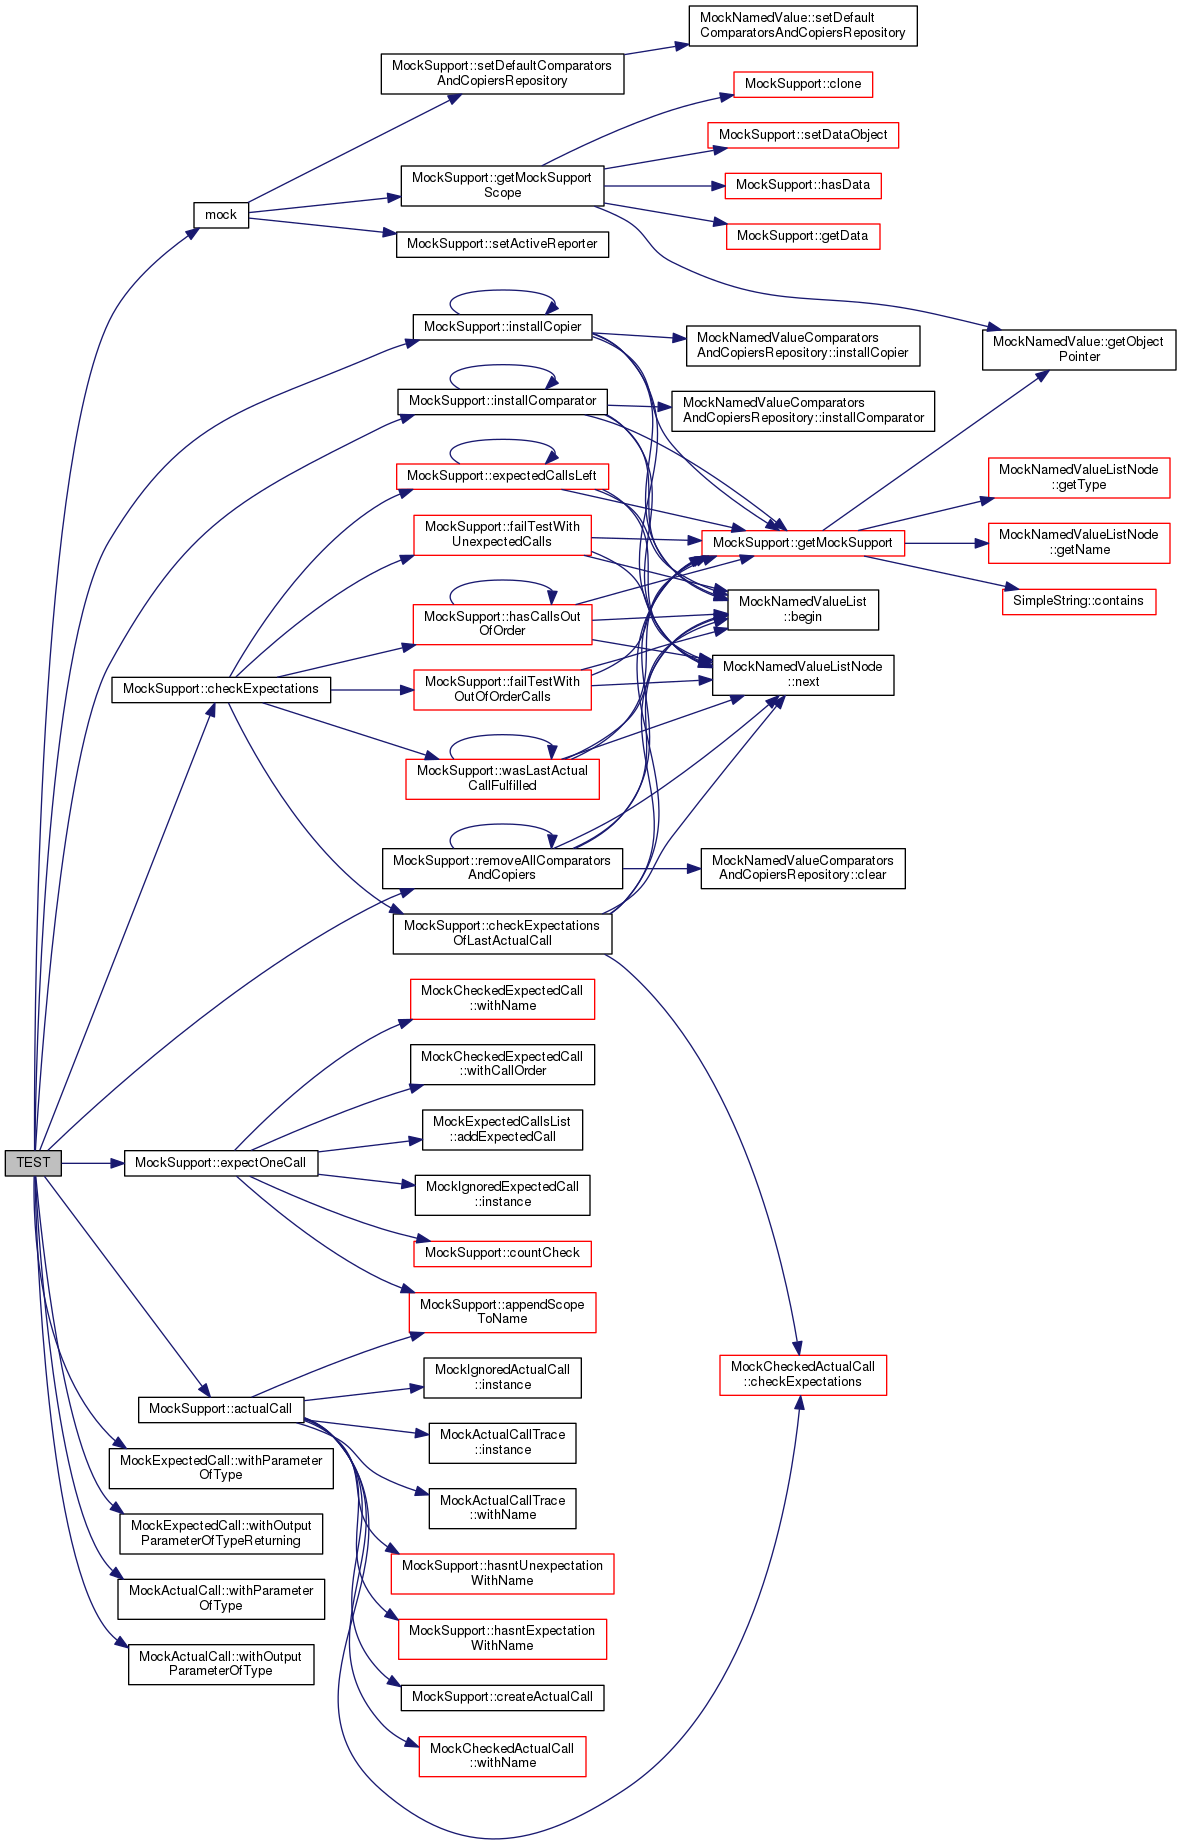 MockNamedValue::setDefault
ComparatorsAndCopiersRepository
MockSupport::setDefaultComparators
AndCopiersRepository
MockSupport::clone
MockSupport::setDataObject
MockSupport::getMockSupport
Scope
MockSupport::hasData
mock
MockSupport::getData
MockSupport::setActiveReporter
MockSupport::installCopier
MockNamedValueComparators
AndCopiersRepository::installCopier
MockNamedValue::getObject
Pointer
MockSupport::installComparator
MockNamedValueComparators
AndCopiersRepository::installComparator
MockSupport::expectedCallsLeft
MockNamedValueListNode
::getType
MockSupport::failTestWith
UnexpectedCalls
MockSupport::getMockSupport
MockNamedValueListNode
::getName
MockSupport::hasCallsOut
OfOrder
MockNamedValueList
::begin
SimpleString::contains
MockSupport::checkExpectations
MockSupport::failTestWith
OutOfOrderCalls
MockNamedValueListNode
::next
MockSupport::wasLastActual
CallFulfilled
MockSupport::removeAllComparators
AndCopiers
MockNamedValueComparators
AndCopiersRepository::clear
MockSupport::checkExpectations
OfLastActualCall
MockCheckedExpectedCall
::withName
MockCheckedExpectedCall
::withCallOrder
MockExpectedCallsList
::addExpectedCall
TEST
MockSupport::expectOneCall
MockIgnoredExpectedCall
::instance
MockSupport::countCheck
MockSupport::appendScope
ToName
MockIgnoredActualCall
::instance
MockCheckedActualCall
::checkExpectations
MockSupport::actualCall
MockActualCallTrace
::instance
MockExpectedCall::withParameter
OfType
MockActualCallTrace
::withName
MockExpectedCall::withOutput
ParameterOfTypeReturning
MockSupport::hasntUnexpectation
WithName
MockActualCall::withParameter
OfType
MockSupport::hasntExpectation
WithName
MockActualCall::withOutput
ParameterOfType
MockSupport::createActualCall
MockCheckedActualCall
::withName